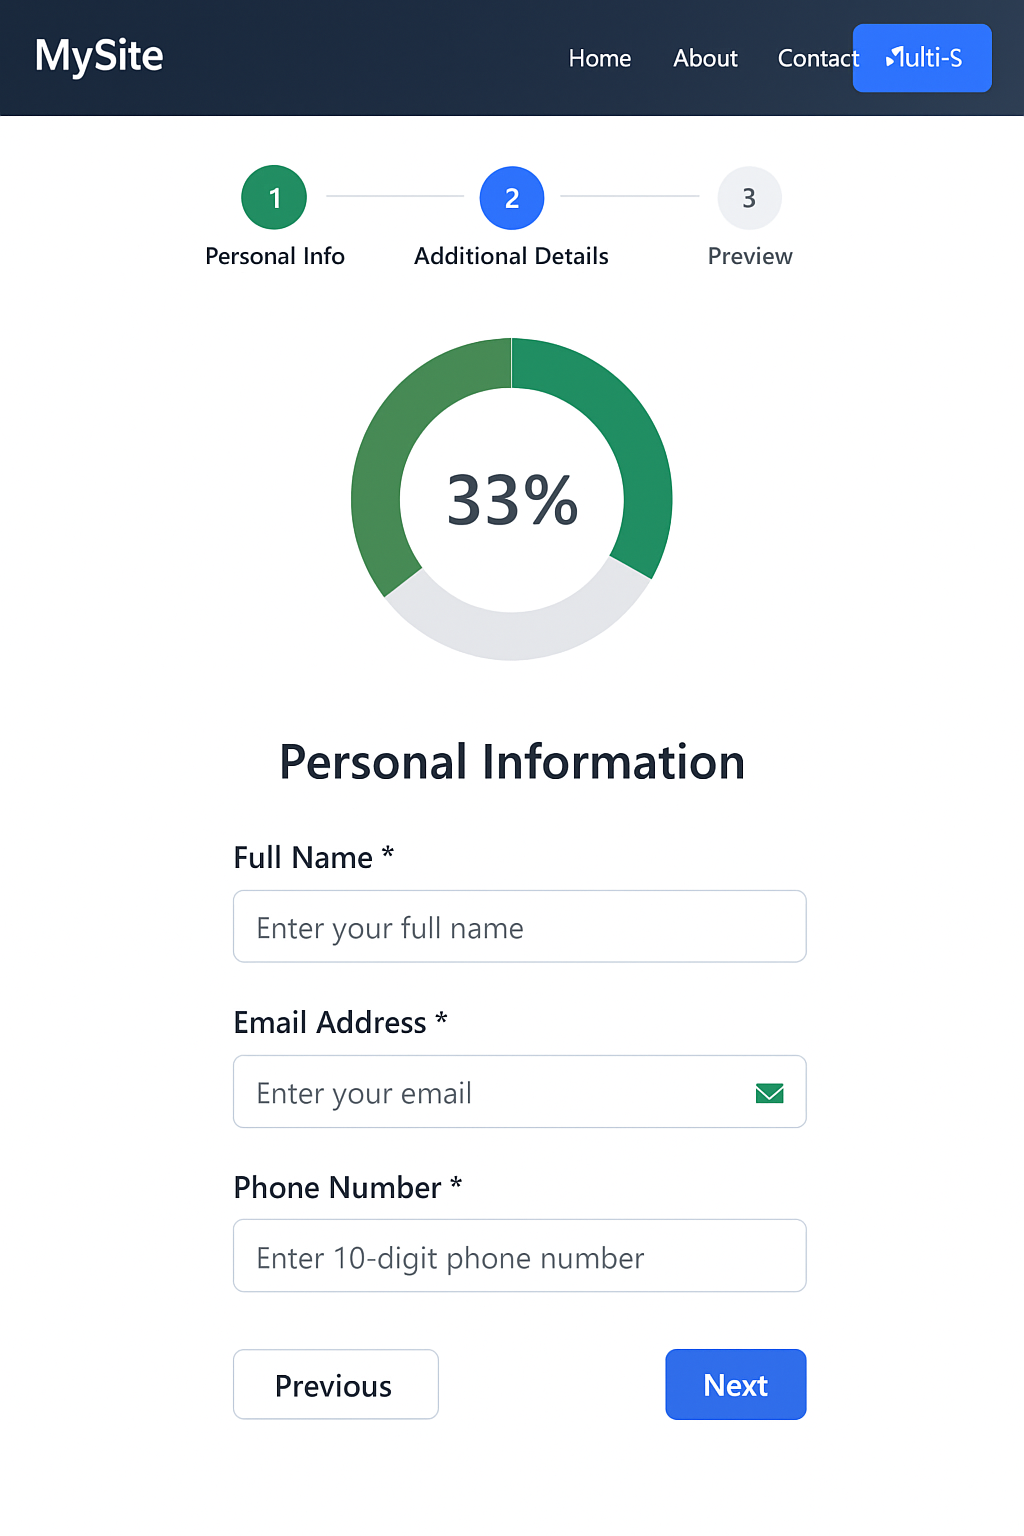 MySite
Home About Contact
1 2 3
Personal Info Additional Details Preview
33%
Personal Information
Full Name *
Enter your full name
Email Address *
Enter your email
Phone Number *
Enter 10-digit phone number
Previous Next